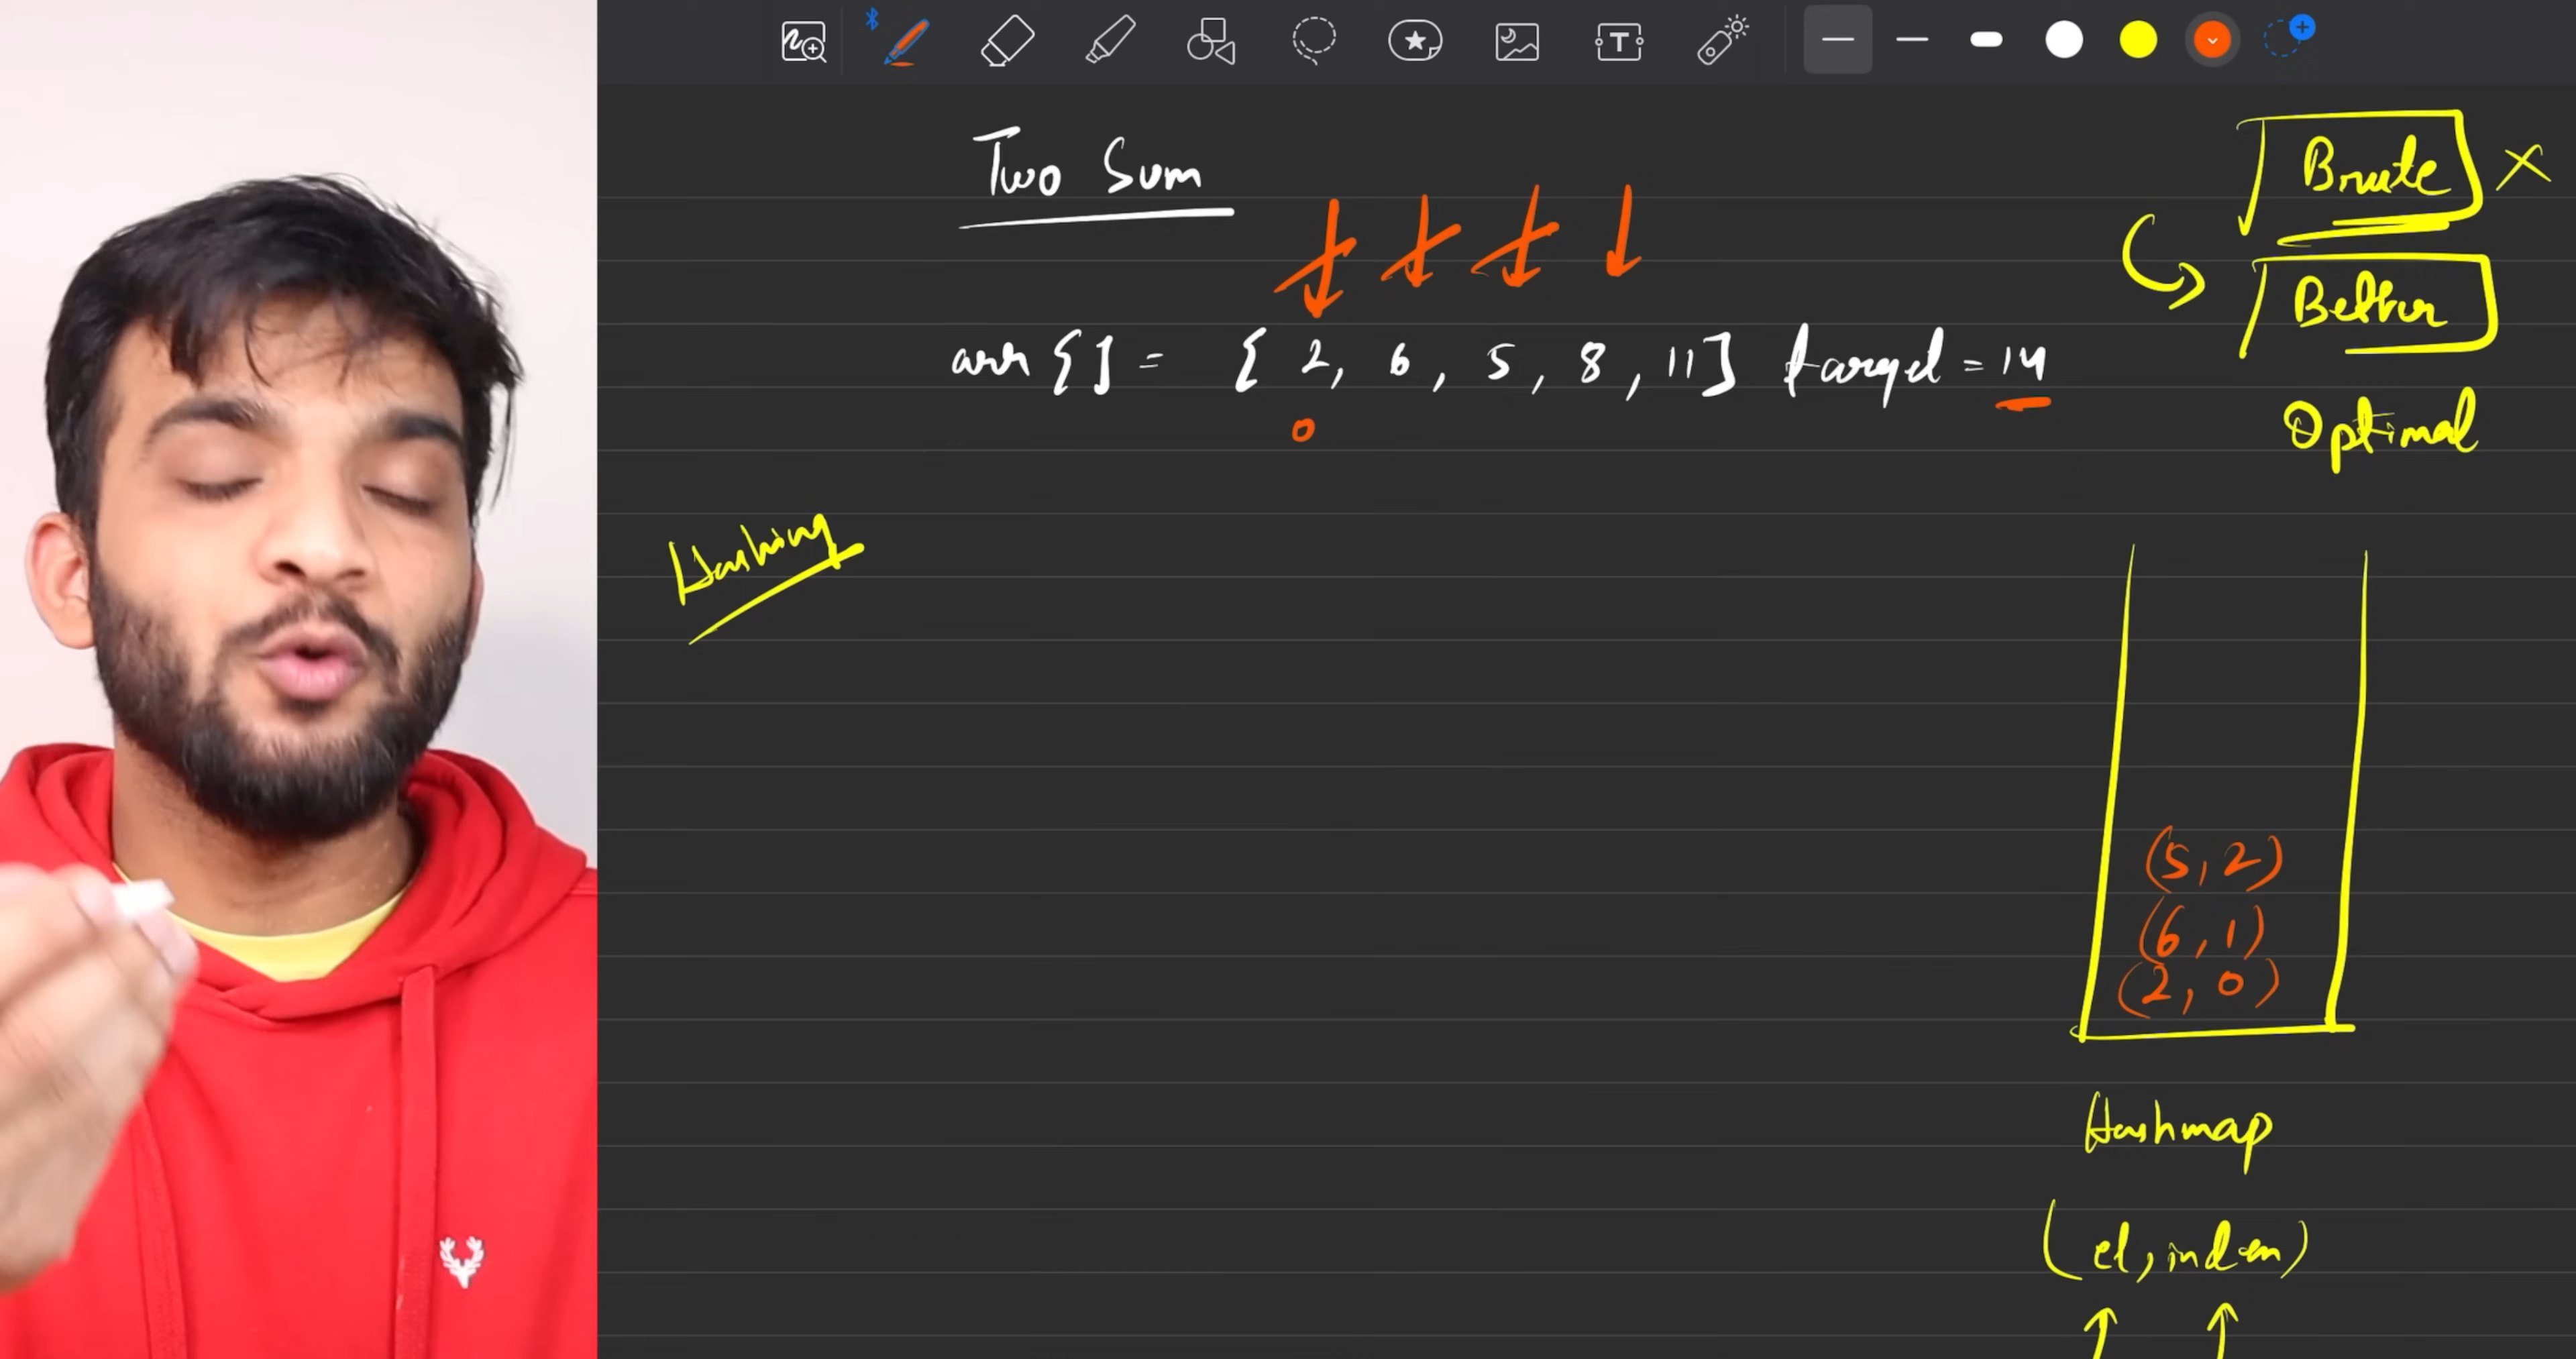 Two Sum
Brute
Better
Optimal
arr [] = [ 2, 6, 5, 8, 11] target = 14
0
Hashing
(5, 2)
(6, 1)
(2, 0)
Hashmap
(el, index)